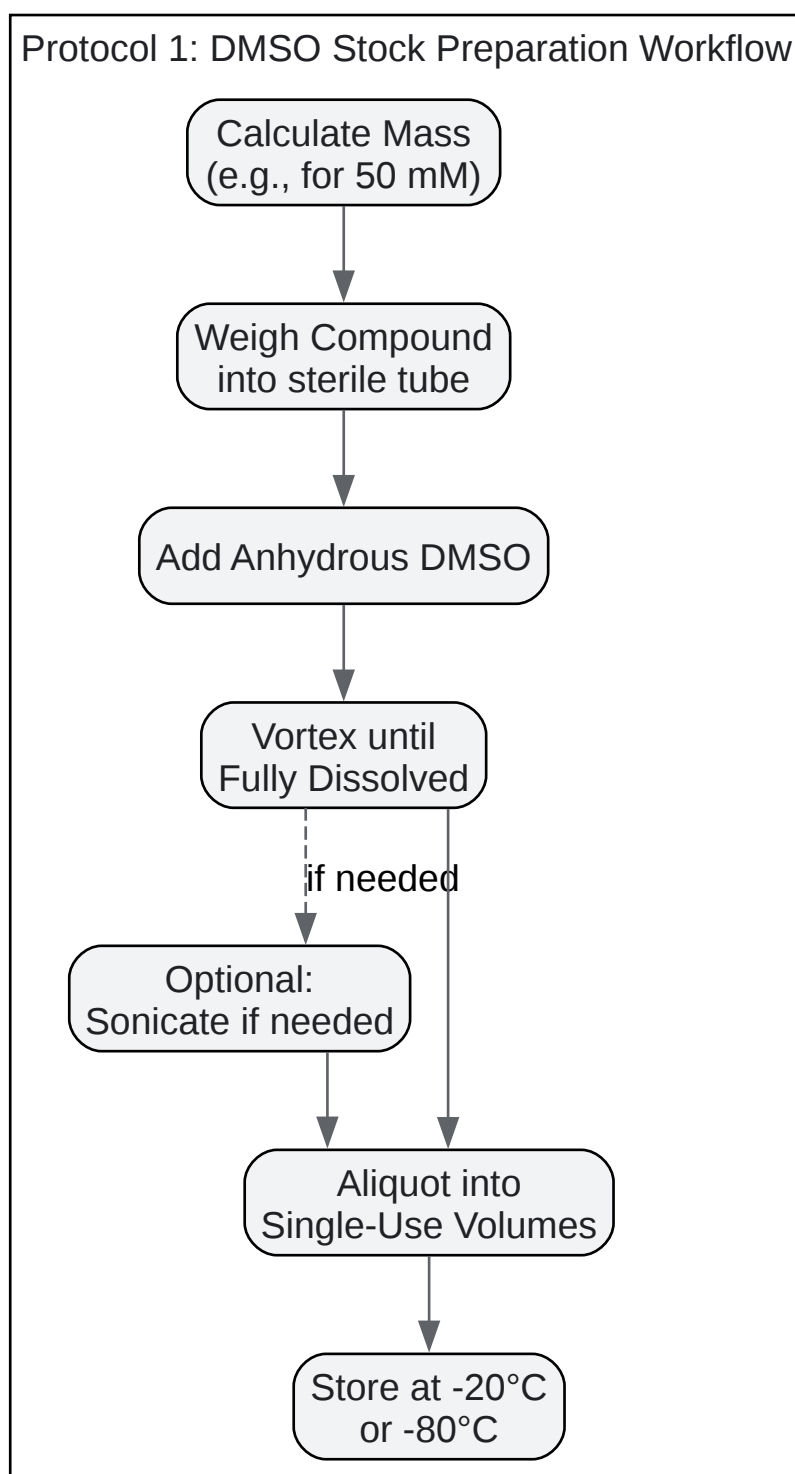 Protocol 1: DMSO Stock Preparation Workflow
Calculate Mass
(e.g., for 50 mM)
Weigh Compound
into sterile tube
Add Anhydrous DMSO
Vortex until
Fully Dissolved
if needed
Optional:
Sonicate if needed
Aliquot into
Single-Use Volumes
Store at -20°C
or -80°C